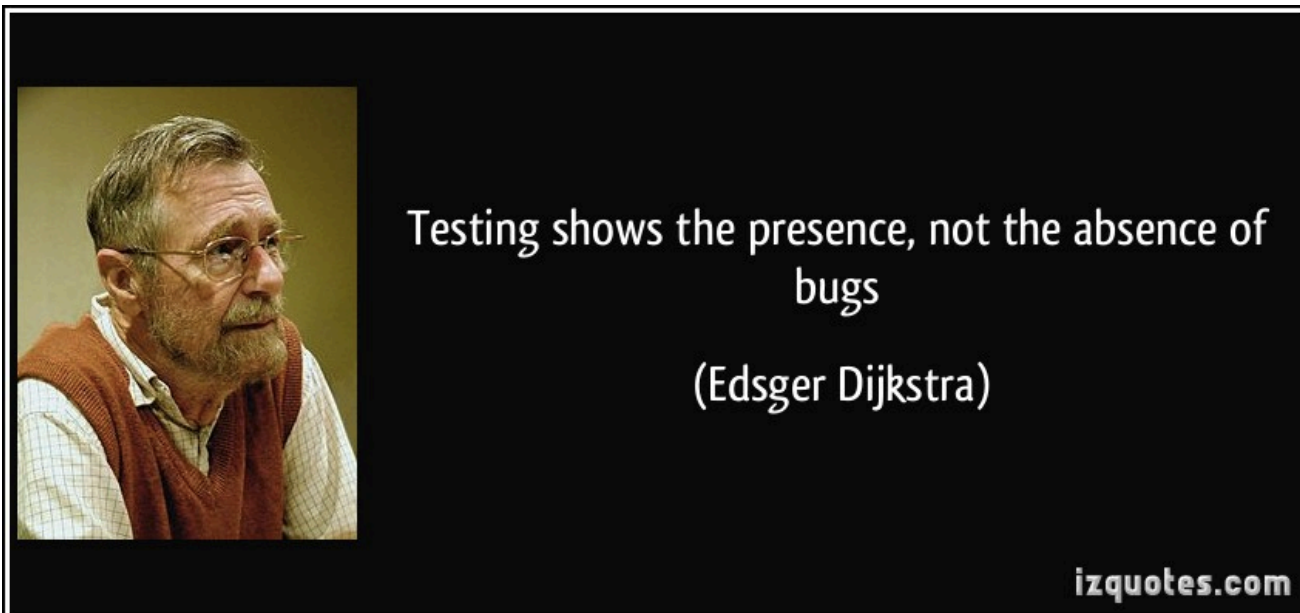 Testing shows the presence, not the absence of
bugs
(Edsger Dijkstra)
izquotes.com